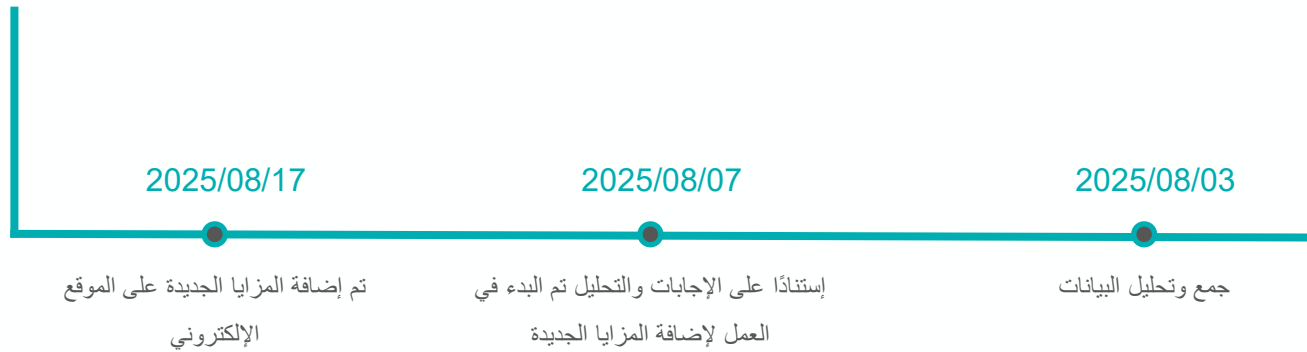 2025/08/03
جمع وتحليل البيانات
2025/08/07
إستنادًا على الإجابات والتحليل تم البدء في
العمل لإضافة المزايا الجديدة
2025/08/17
تم إضافة المزايا الجديدة على الموقع
الإلكتروني